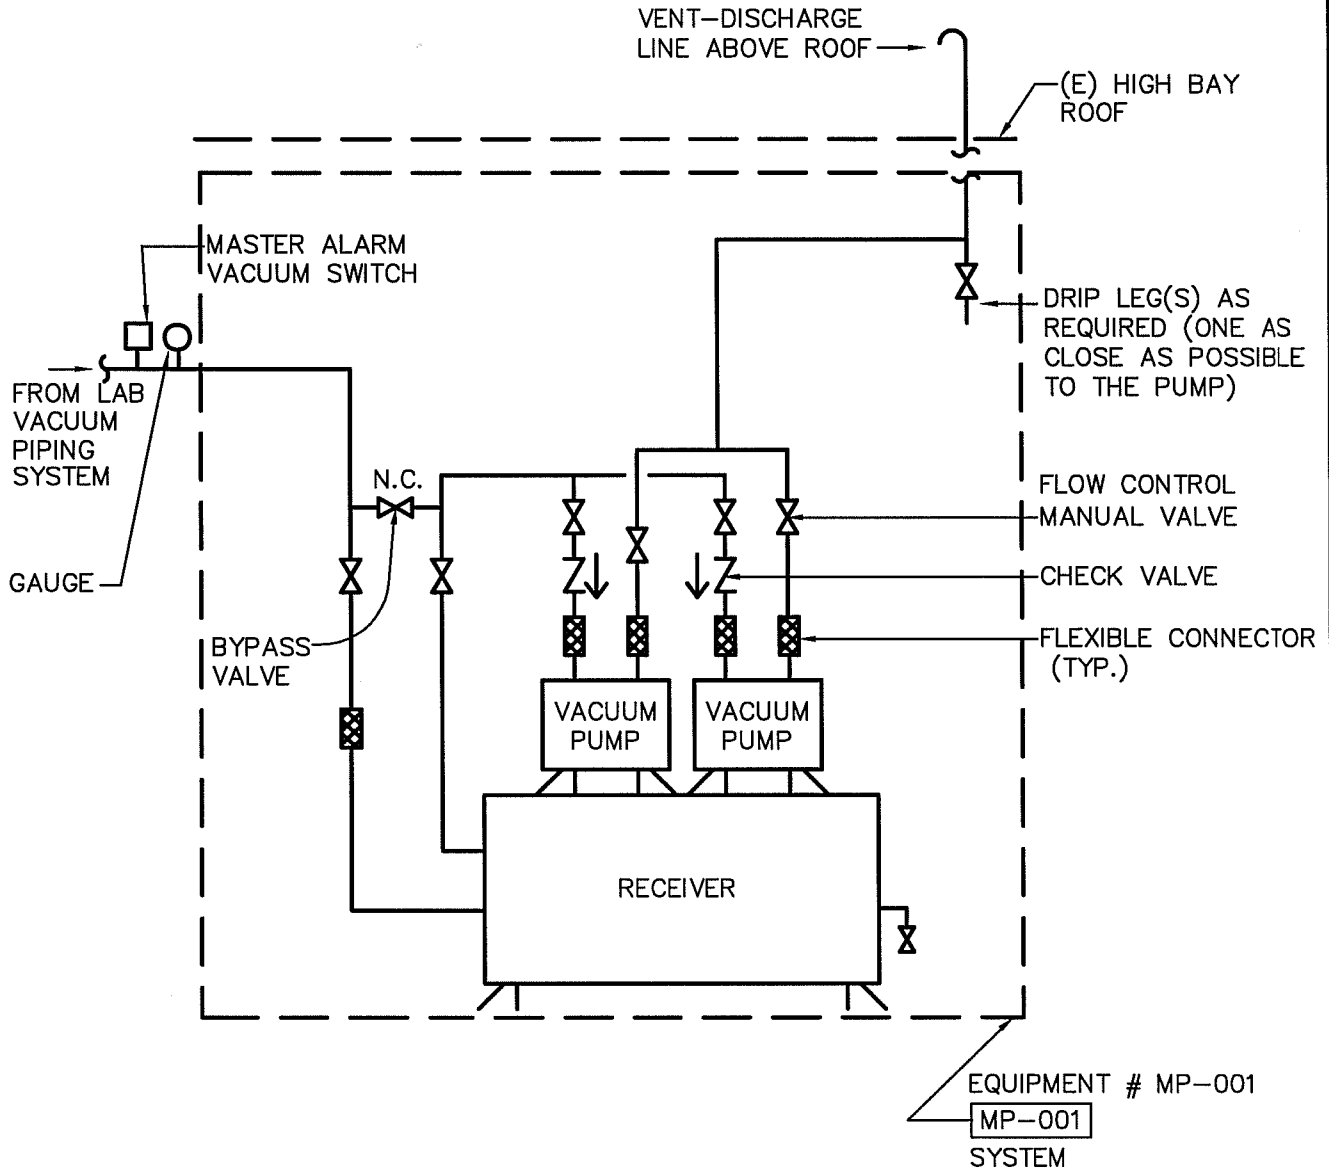 VENT-DISCHARGE
LINE ABOVE ROOF
(E) HIGH BAY
ROOF
MASTER ALARM
VACUUM SWITCH
DRIP LEG(S) AS
REQUIRED (ONE AS
CLOSE AS POSSIBLE
TO THE PUMP)
FROM LAB
VACUUM
PIPING
SYSTEM
N.C.
FLOW CONTROL
MANUAL VALVE
GAUGE
CHECK VALVE
BYPASS
VALVE
FLEXIBLE CONNECTOR
(TYP.)
VACUUM
PUMP
VACUUM
PUMP
RECEIVER
EQUIPMENT # MP-001
MP-001
SYSTEM